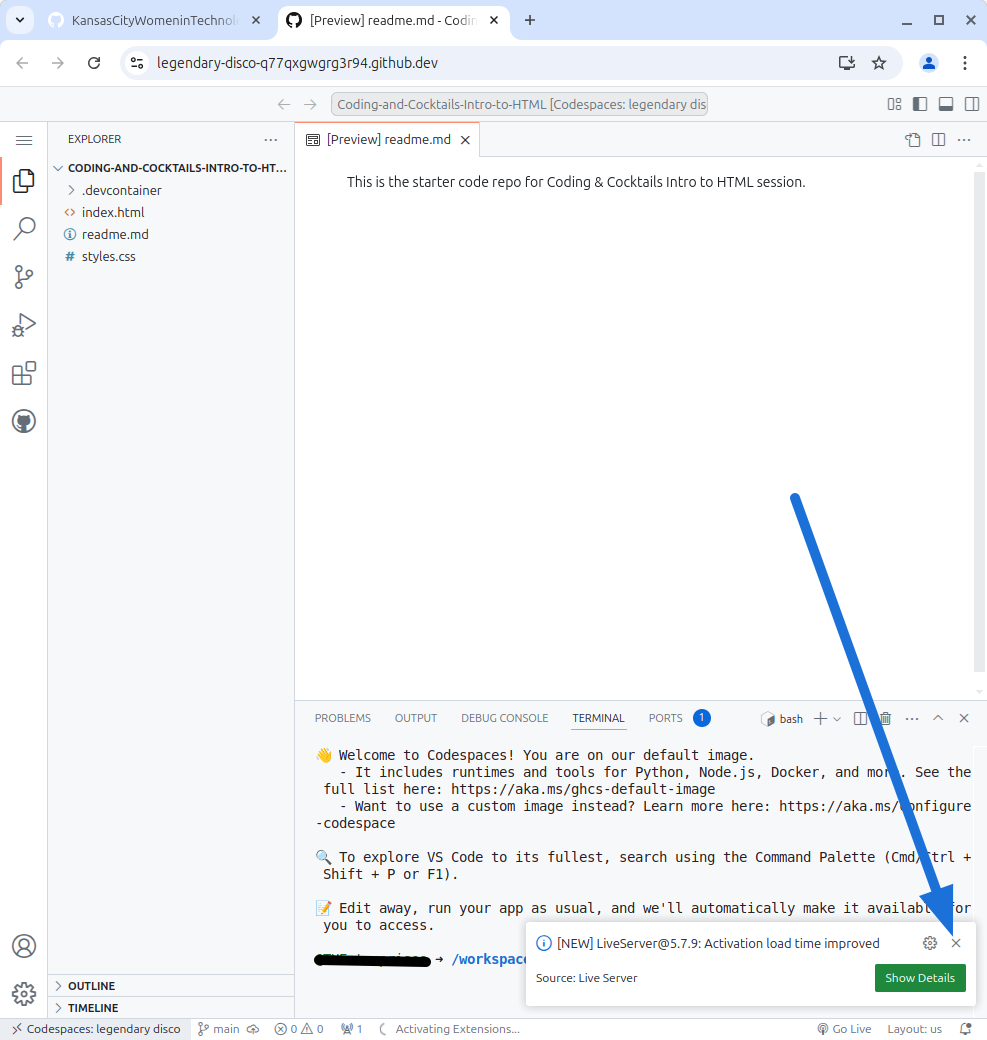 KansasCityWomeninTechnol
[Preview] readme.md - Codin
legendary-disco-q77qxgwgrg3r94.github.dev
Coding-and-Cocktails-Intro-to-HTML [Codespaces: legendary dis
EXPLORER
CODING-AND-COCKTAILS-INTRO-TO-HT...
.devcontainer
index.html
readme.md
# styles.css
OUTLINE
TIMELINE
[Preview] readme.md
This is the starter code repo for Coding & Cocktails Intro to HTML session.
PROBLEMS OUTPUT DEBUG CONSOLE TERMINAL PORTS 1 bash
👋 Welcome to Codespaces! You are on our default image.
- It includes runtimes and tools for Python, Node.js, Docker, and more. See the
full list here: https://aka.ms/ghcs-default-image
- Want to use a custom image instead? Learn more here: https://aka.ms/configure
-codespace
🔍 To explore VS Code to its fullest, search using the Command Palette (Cmd/Ctrl +
Shift + P or F1).
📝 Edit away, run your app as usual, and we'll automatically make it available for
you to access.
➜ /workspac
[NEW] LiveServer@5.7.9: Activation load time improved
Source: Live Server
Show Details
Codespaces: legendary disco main 0 0 1 Activating Extensions... Go Live Layout: us